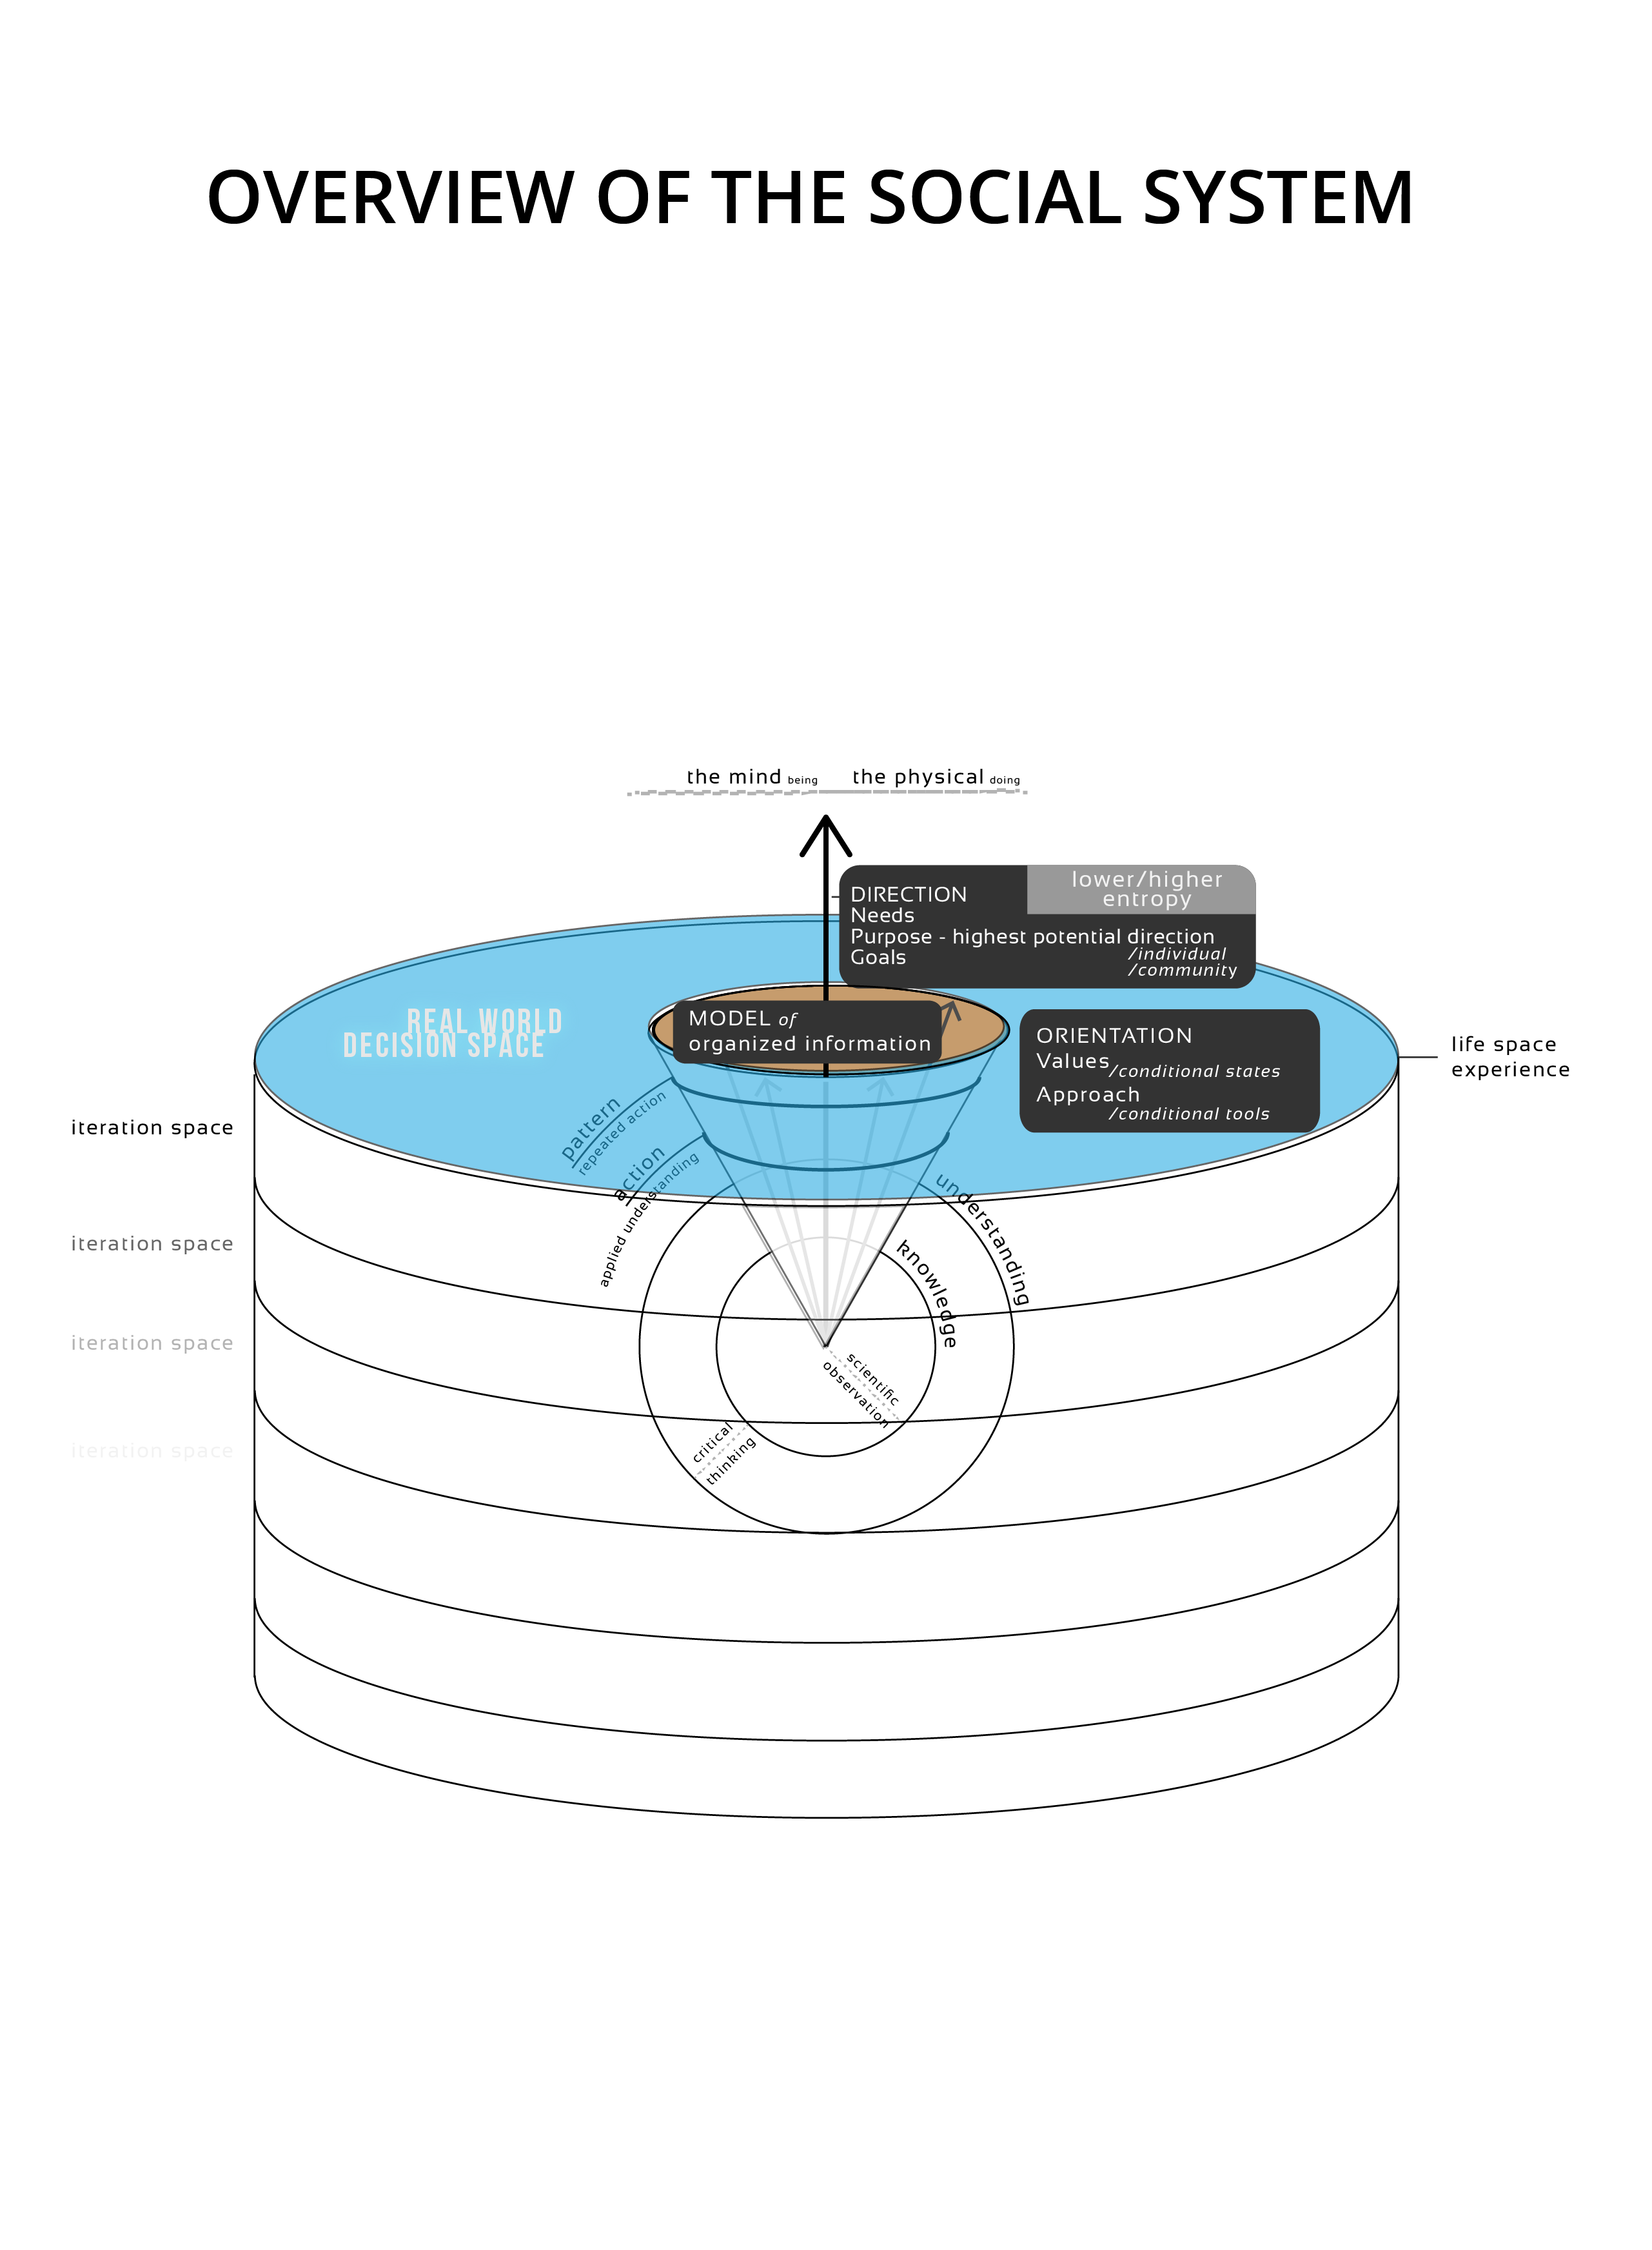 OVERVIEW OF THE SOCIAL SYSTEM
the mind being the physical doing
lower/higher
entropy
DIRECTION
Needs
Purpose - highest potential direction
Goals
/individual
/community
REAL WORLD
DECISION SPACE
MODEL of
organized information
ORIENTATION
Values
/conditional states
Approach
/conditional tools
life space
experience
iteration space
iteration space
iteration space
iteration space
pattern
repeated action
action
applied understanding
understanding
knowledge
scientific
observation
critical
thinking